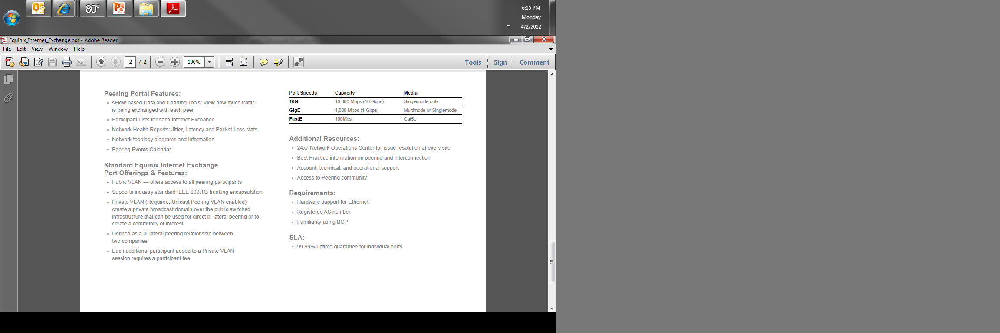 80°
6:15 PM
Monday
4/2/2012
Equinix_Internet_Exchange.pdf - Adobe Reader
File Edit View Window Help
2 / 2 100% Tools Sign Comment
Peering Portal Features:
• sFlow-based Data and Charting Tools: View how much traffic
is being exchanged with each peer
• Participant Lists for each Internet Exchange
• Network Health Reports: Jitter, Latency and Packet Loss stats
• Network topology diagrams and information
• Peering Events Calendar
Standard Equinix Internet Exchange
Port Offerings & Features:
• Public VLAN — offers access to all peering participants
• Supports industry standard IEEE 802.1Q trunking encapsulation
• Private VLAN (Required: Unicast Peering VLAN enabled) —
create a private broadcast domain over the public switched
infrastructure that can be used for direct bi-lateral peering or to
create a community of interest
• Defined as a bi-lateral peering relationship between
two companies
• Each additional participant added to a Private VLAN
session requires a participant fee
Port Speeds Capacity Media
10G 10,000 Mbps (10 Gbps) Singlemode only
GigE 1,000 Mbps (1 Gbps) Multimode or Singlemode
FastE 100Mbs Cat5e
Additional Resources:
• 24x7 Network Operations Center for issue resolution at every site
• Best Practice information on peering and interconnection
• Account, technical, and operational support
• Access to Peering community
Requirements:
• Hardware support for Ethernet
• Registered AS number
• Familiarity using BGP
SLA:
• 99.99% uptime guarantee for individual ports